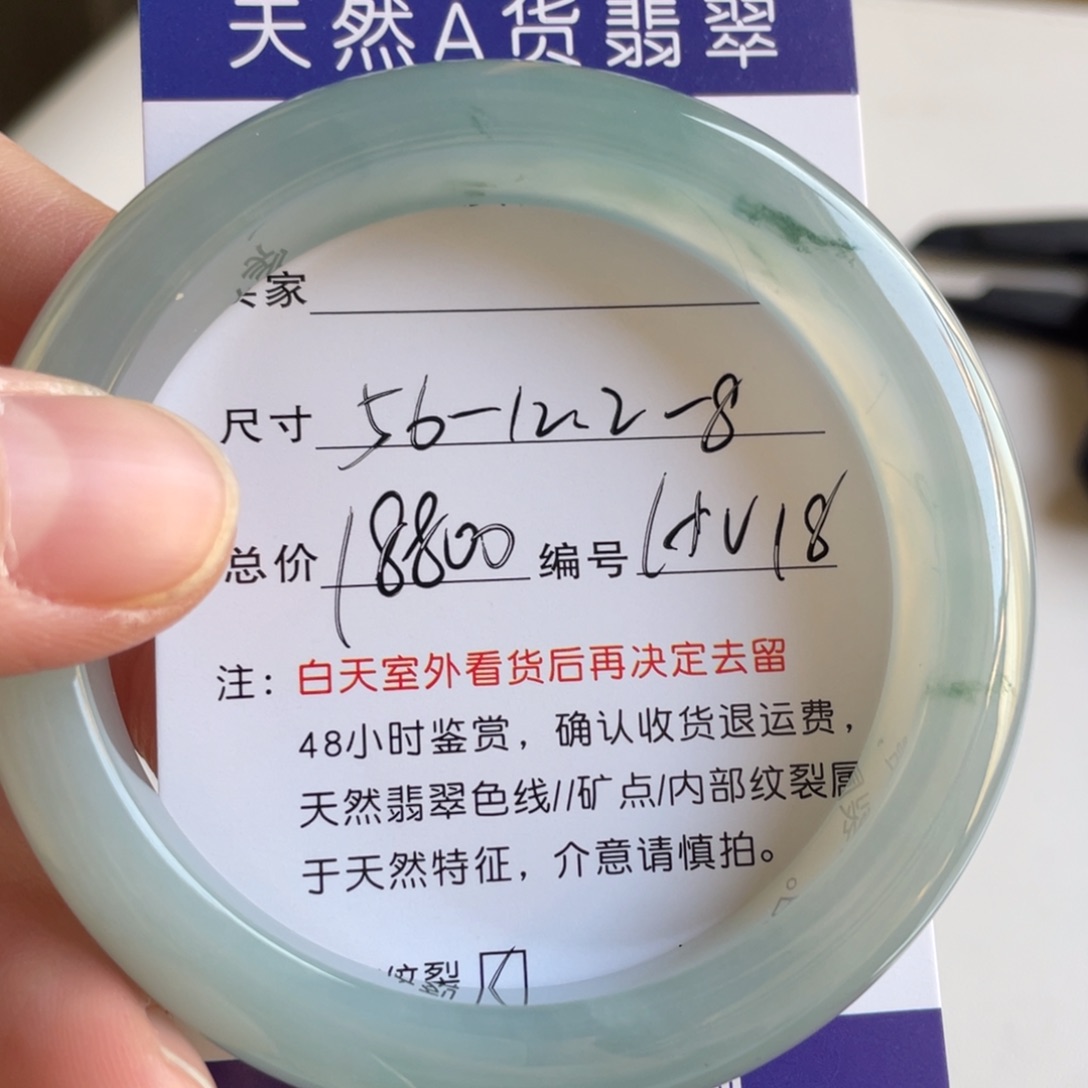 天然A货翡翠
家
尺寸 56-12.2-8
总价 18800 编号
注：白天室外看货后再决定去留
48小时鉴赏，确认收货退运费，
天然翡翠色线//矿点/内部纹裂属
于天然特征，介意请慎拍。
纹裂